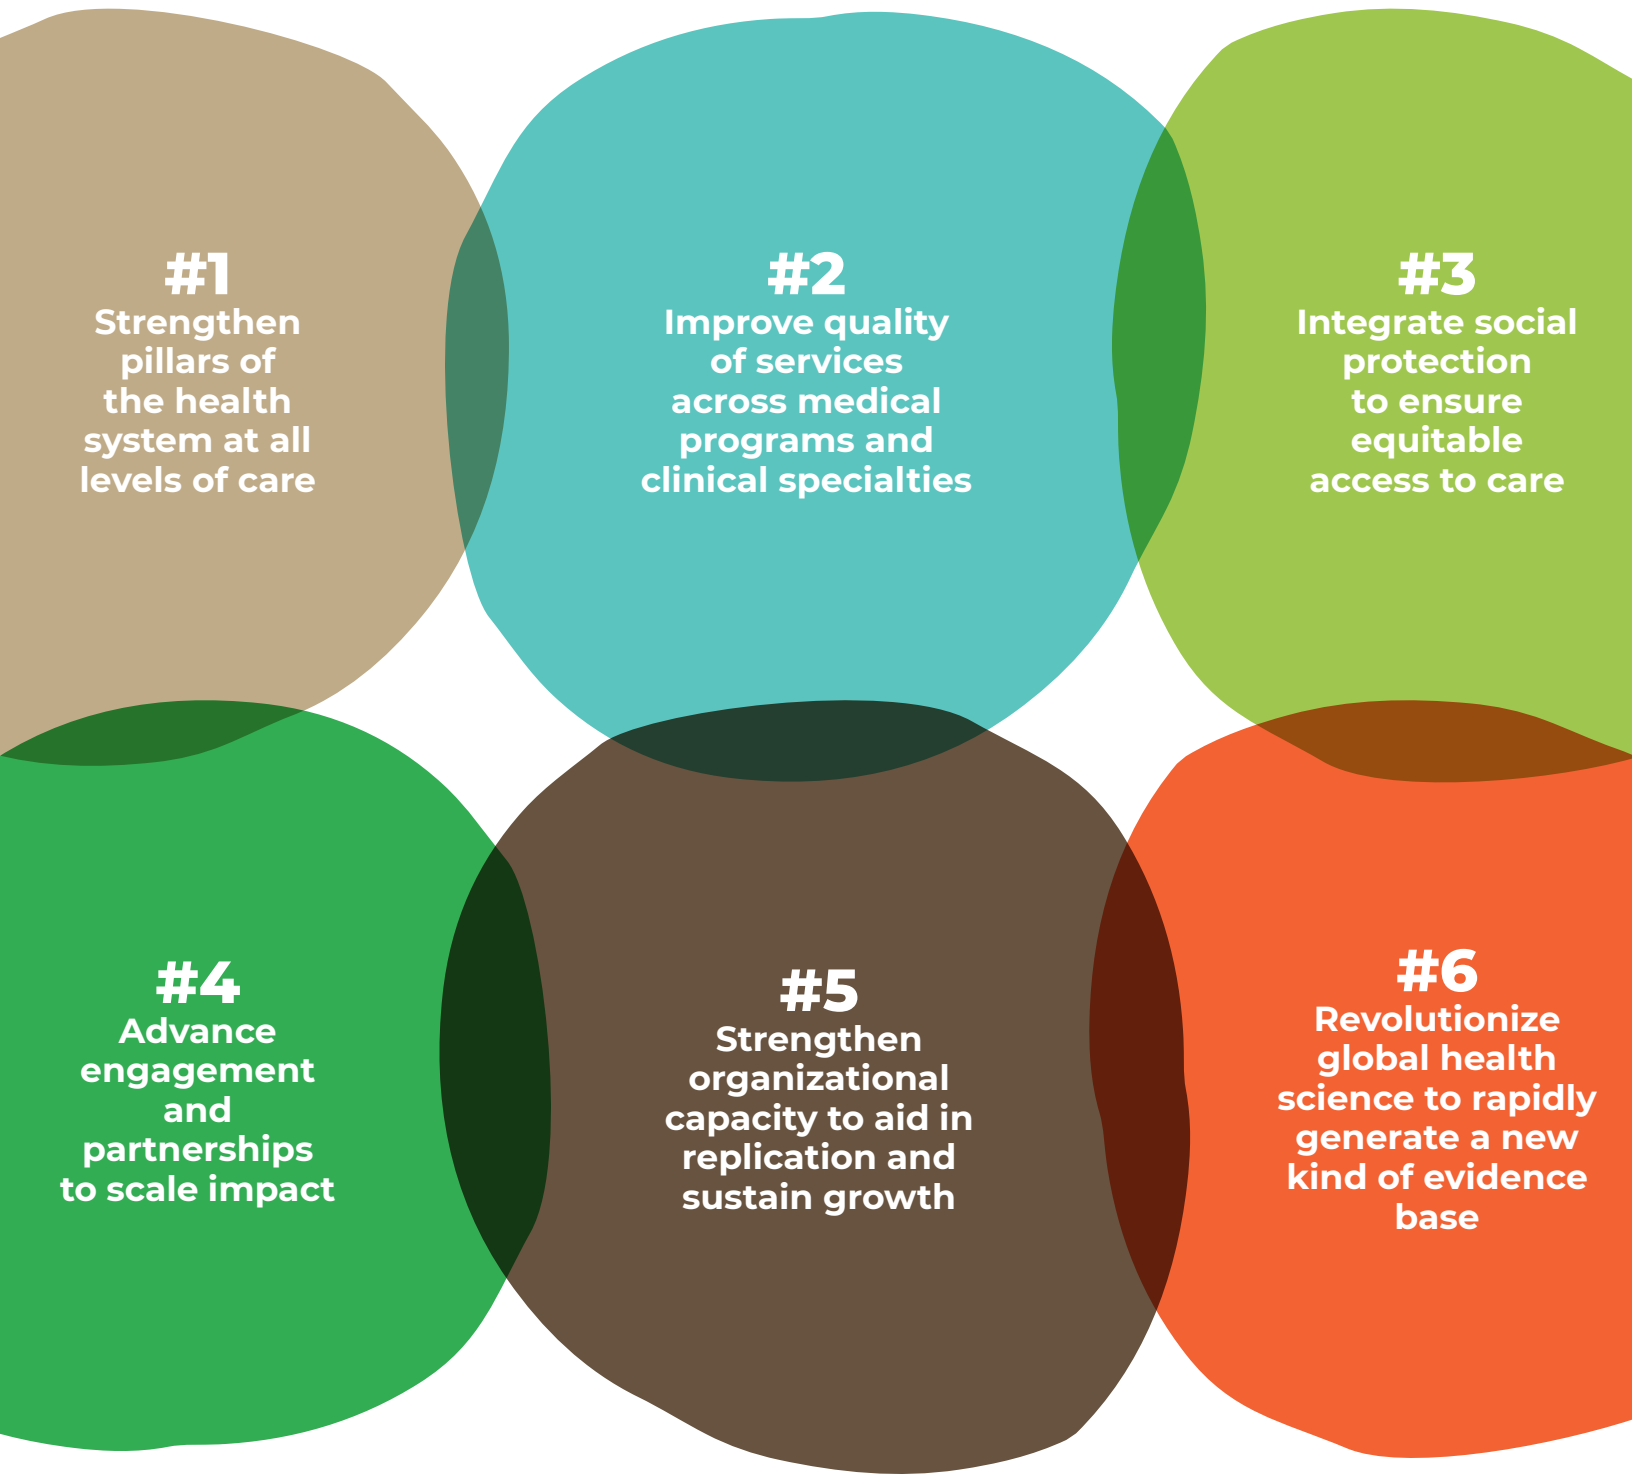 #1
Strengthen
pillars of
the health
system at all
levels of care
#2
Improve quality
of services
across medical
programs and
clinical specialties
#3
Integrate social
protection
to ensure
equitable
access to care
#4
Advance
engagement
and
partnerships
to scale impact
#5
Strengthen
organizational
capacity to aid in
replication and
sustain growth
#6
Revolutionize
global health
science to rapidly
generate a new
kind of evidence
base